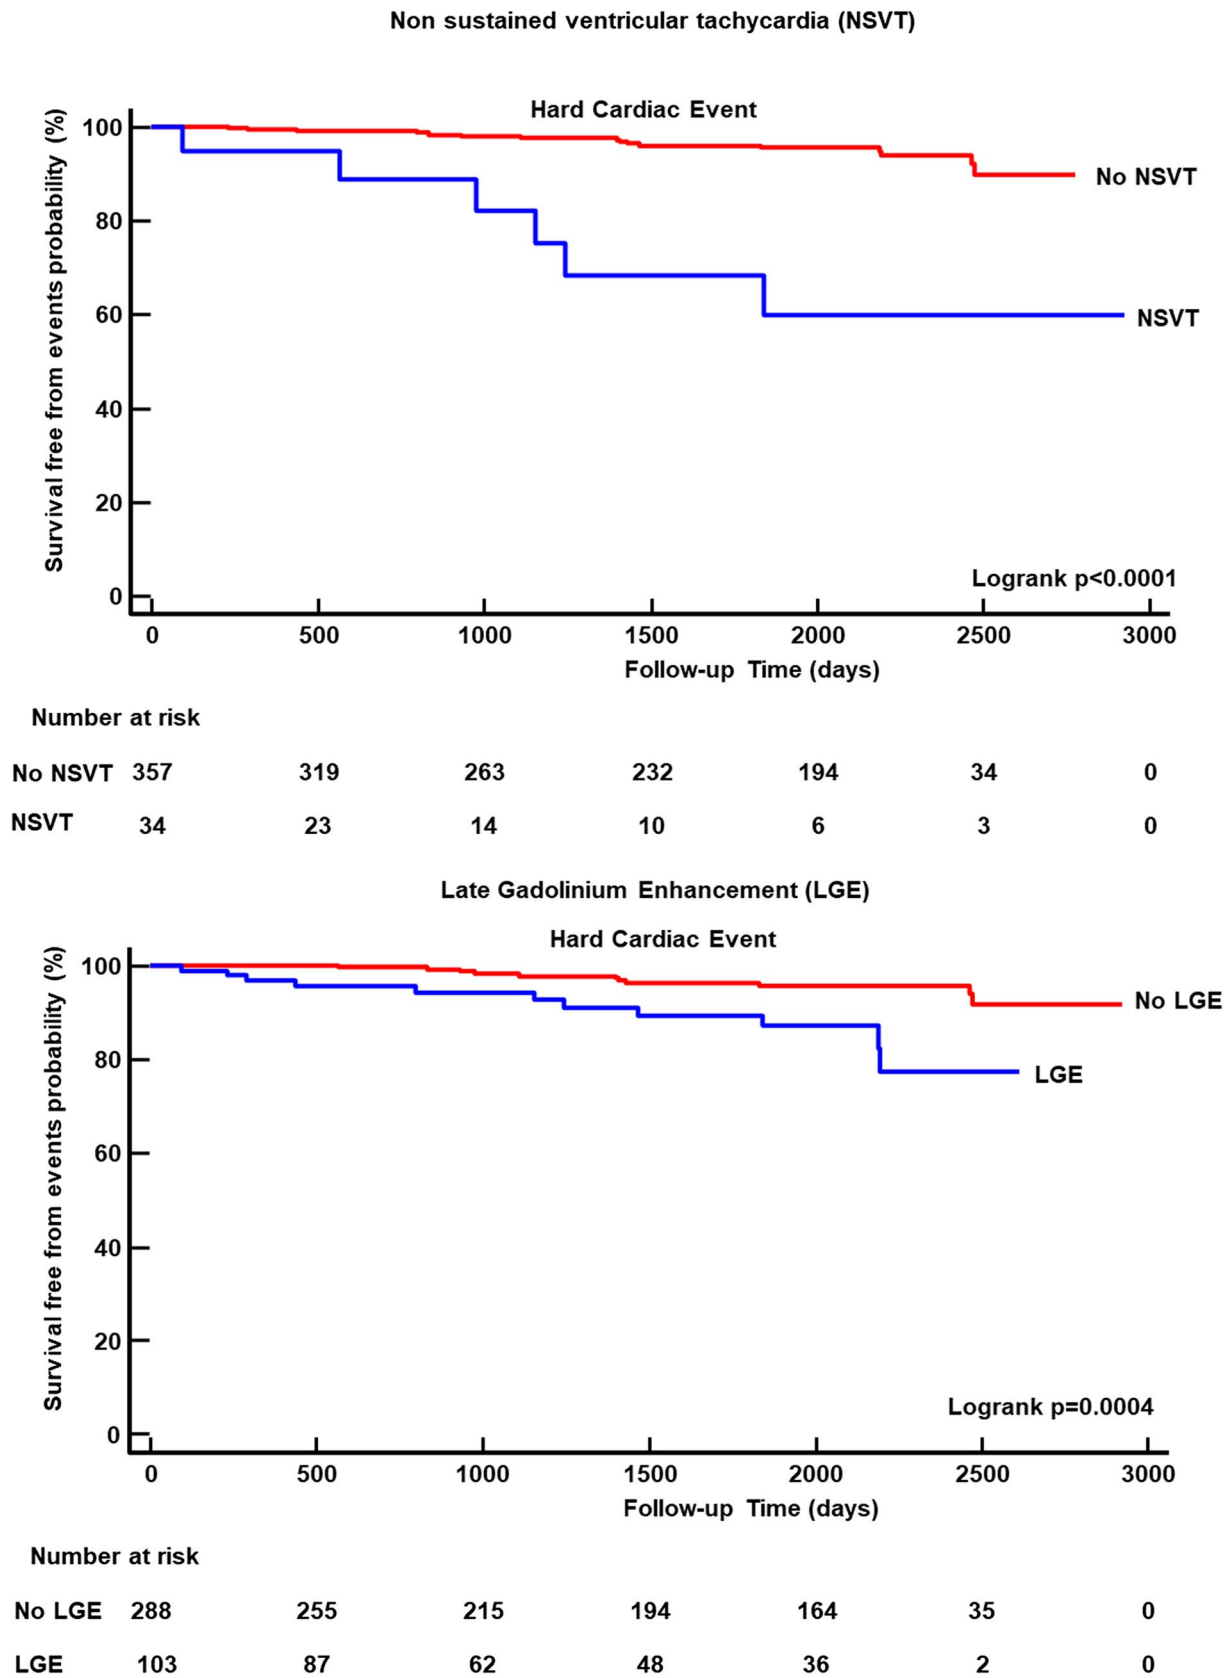 Non sustained ventricular tachycardia (NSVT)
Hard Cardiac Event
Survival free from events probability (%)
100
80
60
40
20
0
No NSVT
NSVT
Logrank p<0.0001
0 500 1000 1500 2000 2500 3000
Follow-up Time (days)
Number at risk
No NSVT 357 319 263 232 194 34 0
NSVT 34 23 14 10 6 3 0
Late Gadolinium Enhancement (LGE)
Hard Cardiac Event
Survival free from events probability (%)
100
80
60
40
20
0
No LGE
LGE
Logrank p=0.0004
0 500 1000 1500 2000 2500 3000
Follow-up Time (days)
Number at risk
No LGE 288 255 215 194 164 35 0
LGE 103 87 62 48 36 2 0